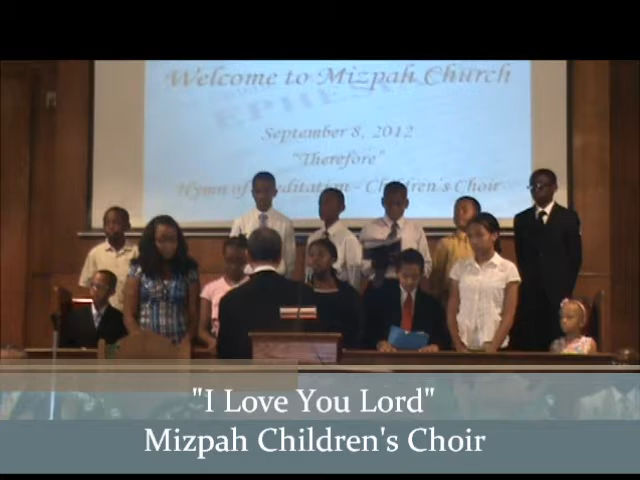 Welcome to Mizpah Church
EPHES
September 8, 2012
"Therefore"
Hymn of Meditation - Children's Choir
"I Love You Lord"
Mizpah Children's Choir